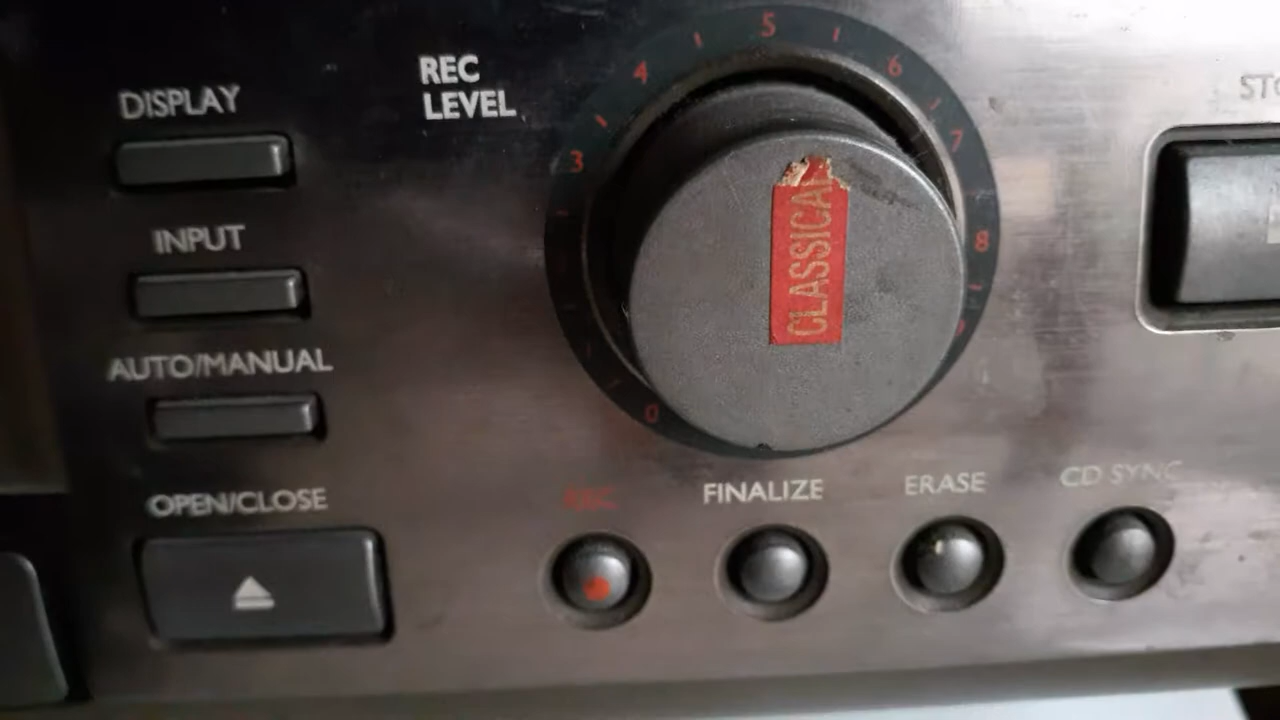 DISPLAY
INPUT
AUTO/MANUAL
OPEN/CLOSE
REC
LEVEL
0
3
4
5
6
7
8
CLASSICAL
REC
FINALIZE
ERASE
CD SYNC